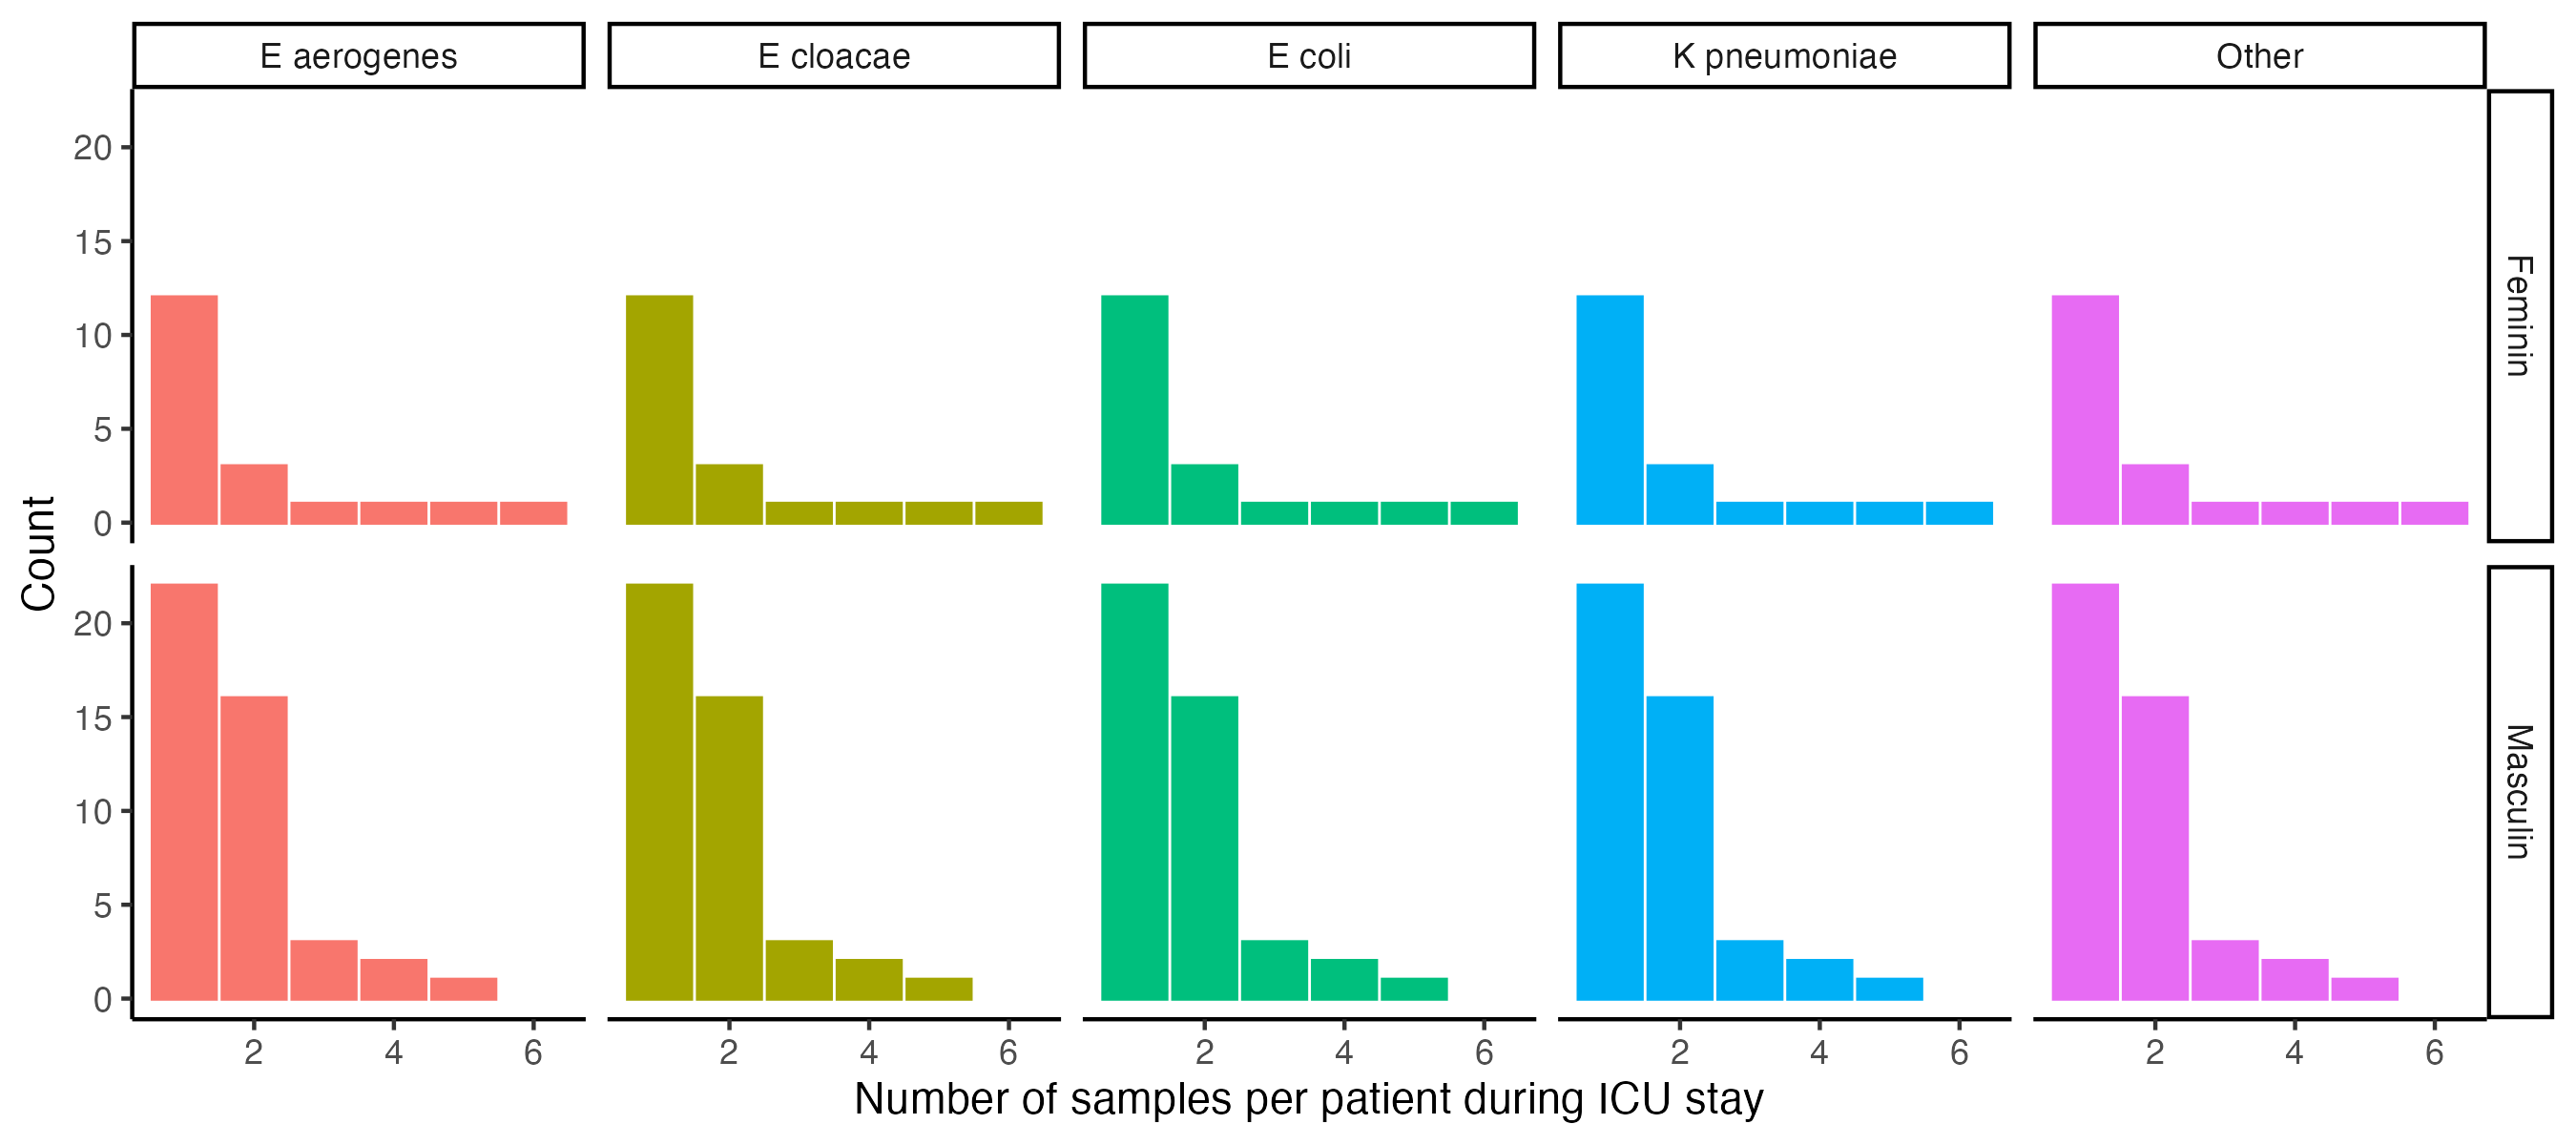 E aerogenes
E cloacae
E coli
K pneumoniae
Other
20
15
10
5
0
Feminin
Count
20
15
10
5
0
Masculin
2 4 6
2 4 6
2 4 6
2 4 6
2 4 6
Number of samples per patient during ICU stay